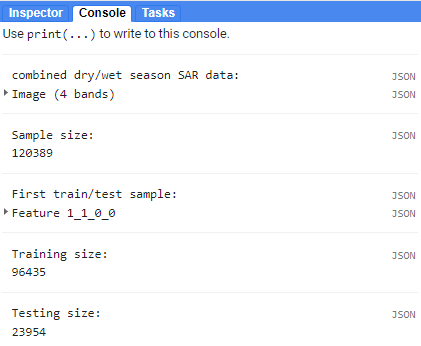 Inspector Console Tasks
Use print(...) to write to this console.
combined dry/wet season SAR data: JSON
Image (4 bands) JSON
Sample size: JSON
120389
First train/test sample: JSON
Feature 1_1_0_0 JSON
Training size: JSON
96435
Testing size: JSON
23954